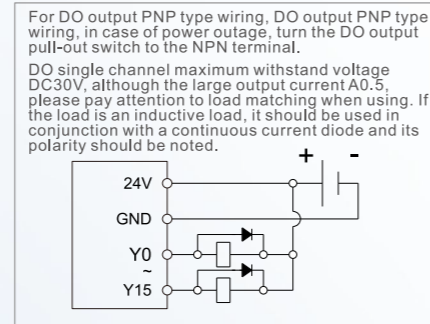 For DO output PNP type wiring, DO output PNP type
wiring, in case of power outage, turn the DO output
pull-out switch to the NPN terminal.
DO single channel maximum withstand voltage
DC30V, although the large output current A0.5,
please pay attention to load matching when using. If
the load is an inductive load, it should be used in
conjunction with a continuous current diode and its
polarity should be noted.
+ -
24V
GND
Y0
~
Y15